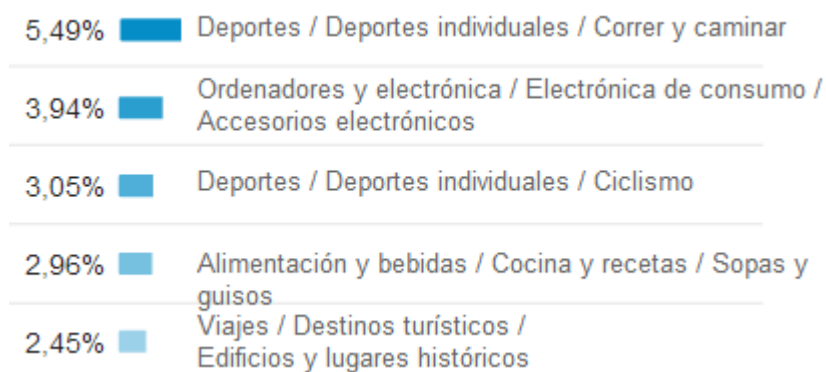 5,49% Deportes / Deportes individuales / Correr y caminar
3,94% Ordenadores y electrónica / Electrónica de consumo /
Accesorios electrónicos
3,05% Deportes / Deportes individuales / Ciclismo
2,96% Alimentación y bebidas / Cocina y recetas / Sopas y
guisos
2,45% Viajes / Destinos turísticos /
Edificios y lugares históricos